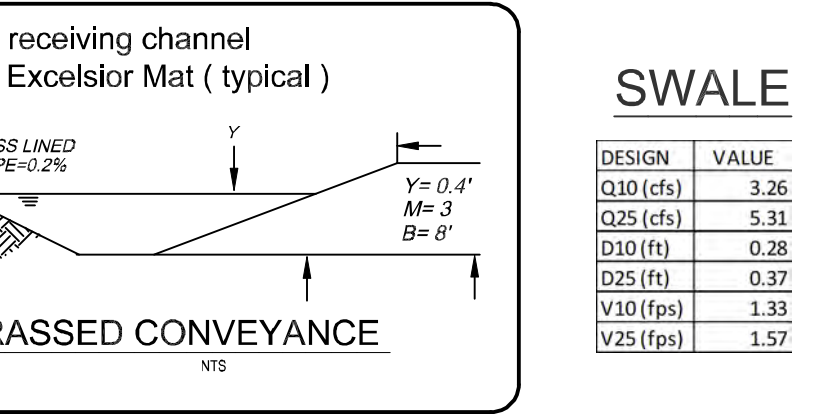 receiving channel
Excelsior Mat ( typical )
SS LINED
PE=0.2%
Y
Y= 0.4'
M= 3
B= 8'
RASSED CONVEYANCE
NTS
SWALE
DESIGN VALUE
Q10 (cfs) 3.26
Q25 (cfs) 5.31
D10 (ft) 0.28
D25 (ft) 0.37
V10 (fps) 1.33
V25 (fps) 1.57